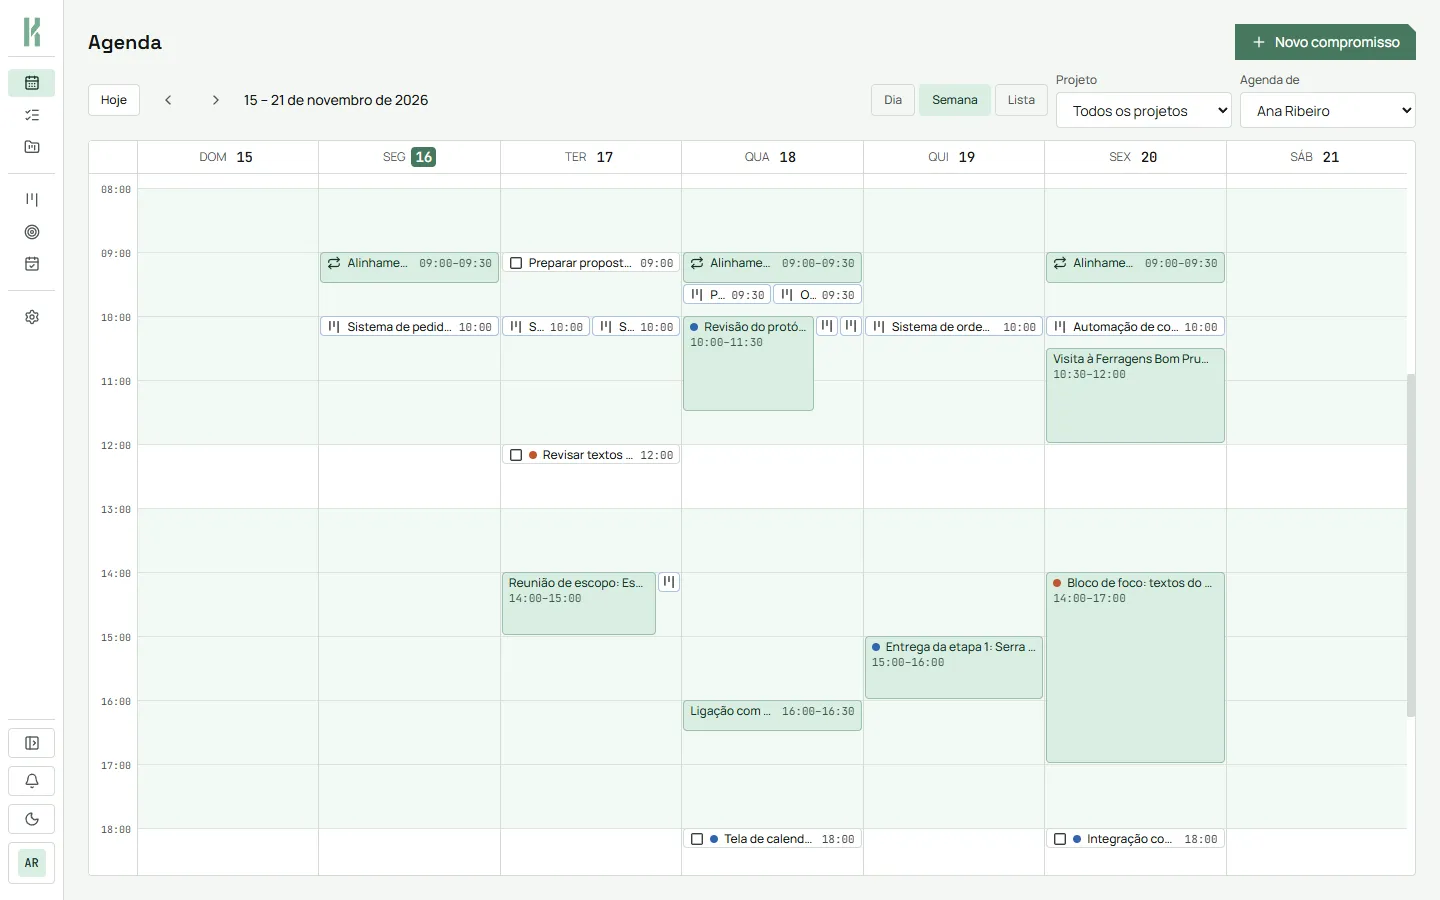 Agenda
Novo compromisso
Hoje
15 – 21 de novembro de 2026
Dia
Semana
Lista
Projeto
Todos os projetos
Agenda de
Ana Ribeiro
DOM 15
SEG 16
TER 17
QUA 18
QUI 19
SEX 20
SÁB 21
08:00
09:00
Alinhame... 09:00–09:30
Preparar propost... 09:00
Alinhame... 09:00–09:30
Alinhame... 09:00–09:30
P... 09:30
O... 09:30
10:00
Sistema de pedid... 10:00
S... 10:00
S... 10:00
Revisão do protó...
10:00–11:30
Sistema de orde... 10:00
Automação de co... 10:00
Visita à Ferragens Bom Pru...
10:30–12:00
11:00
12:00
Revisar textos ... 12:00
13:00
14:00
Reunião de escopo: Es...
14:00–15:00
Bloco de foco: textos do ...
14:00–17:00
15:00
Entrega da etapa 1: Serra ...
15:00–16:00
16:00
Ligação com ... 16:00–16:30
17:00
18:00
Tela de calend... 18:00
Integração co... 18:00
AR